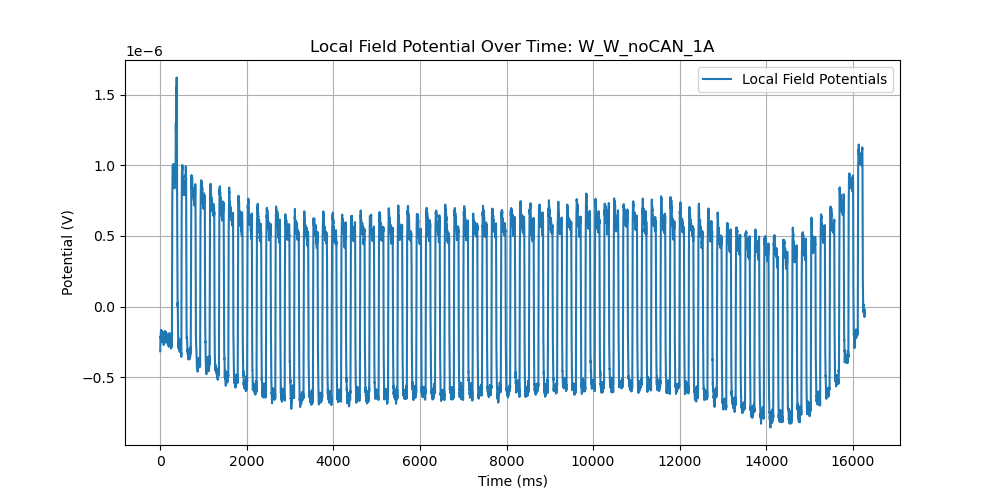 Local Field Potential Over Time: W_W_noCAN_1A
1e−6
Local Field Potentials
1.5
1.0
0.5
0.0
−0.5
Potential (V)
0 2000 4000 6000 8000 10000 12000 14000 16000
Time (ms)